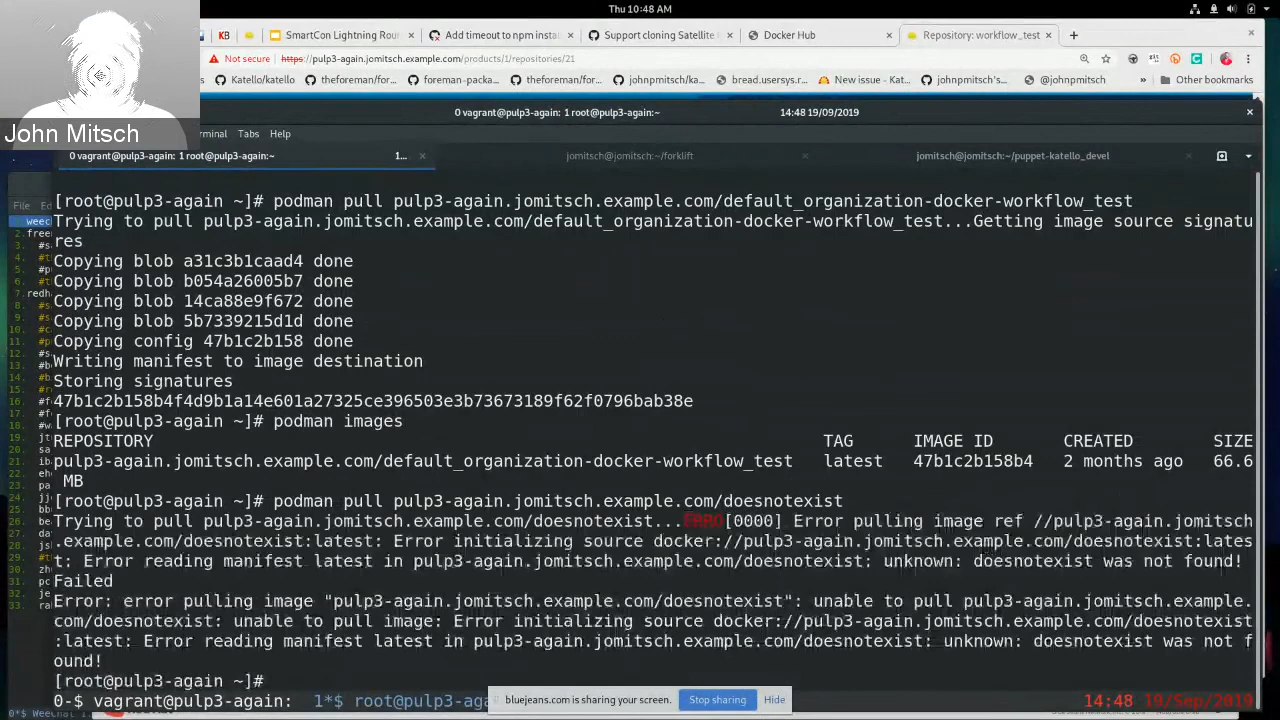 Thu 10:48 AM
KB
SmartCon Lightning Rou
Add timeout to npm instal
Support cloning Satellite
Docker Hub
Repository: workflow_test
Not secure
https://pulp3-again.jomitsch.example.com/products/1/repositories/21
Katello/katello
theforeman/foreman
foreman-packa
theforeman/fore
johnpmitsch/ka
bread.usersys.r
New issue - Kat
johnpmitsch's g
@johnpmitsch
Other bookmarks
John Mitsch
0 vagrant@pulp3-again: 1 root@pulp3-again:~
14:48 19/09/2019
rminal Tabs Help
0 vagrant@pulp3-again: 1 root@pulp3-again:~ 1...
jomitsch@jomitsch:~/forklift
jomitsch@jomitsch:~/puppet-katello_devel
File Ed
[root@pulp3-again ~]# podman pull pulp3-again.jomitsch.example.com/default_organization-docker-workflow_test
Trying to pull pulp3-again.jomitsch.example.com/default_organization-docker-workflow_test...Getting image source signatu
res
Copying blob a31c3b1caad4 done
Copying blob b054a26005b7 done
Copying blob 14ca88e9f672 done
Copying blob 5b7339215d1d done
Copying config 47b1c2b158 done
Writing manifest to image destination
Storing signatures
47b1c2b158b4f4d9b1a14e601a27325ce396503e3b73673189f62f0796bab38e
[root@pulp3-again ~]# podman images
REPOSITORY TAG IMAGE ID CREATED SIZE
pulp3-again.jomitsch.example.com/default_organization-docker-workflow_test latest 47b1c2b158b4 2 months ago 66.6
MB
[root@pulp3-again ~]# podman pull pulp3-again.jomitsch.example.com/doesnotexist
Trying to pull pulp3-again.jomitsch.example.com/doesnotexist...ERRO[0000] Error pulling image ref //pulp3-again.jomitsch
.example.com/doesnotexist:latest: Error initializing source docker://pulp3-again.jomitsch.example.com/doesnotexist:lates
t: Error reading manifest latest in pulp3-again.jomitsch.example.com/doesnotexist: unknown: doesnotexist was not found!
Failed
Error: error pulling image "pulp3-again.jomitsch.example.com/doesnotexist": unable to pull pulp3-again.jomitsch.example.
com/doesnotexist: unable to pull image: Error initializing source docker://pulp3-again.jomitsch.example.com/doesnotexist
:latest: Error reading manifest latest in pulp3-again.jomitsch.example.com/doesnotexist: unknown: doesnotexist was not f
ound!
[root@pulp3-again ~]#
0-$ vagrant@pulp3-again: 1*$ root@pulp3-aga
14:48 19/Sep/2019
bluejeans.com is sharing your screen.
Stop sharing
Hide